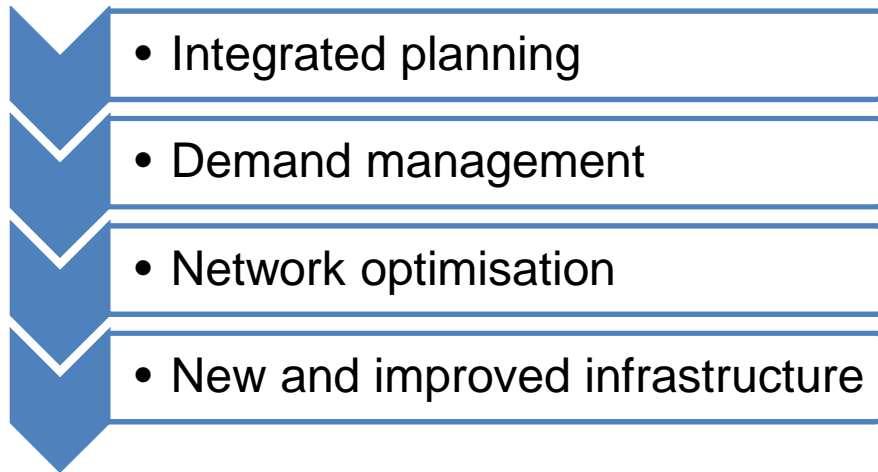 • Integrated planning
• Demand management
• Network optimisation
• New and improved infrastructure